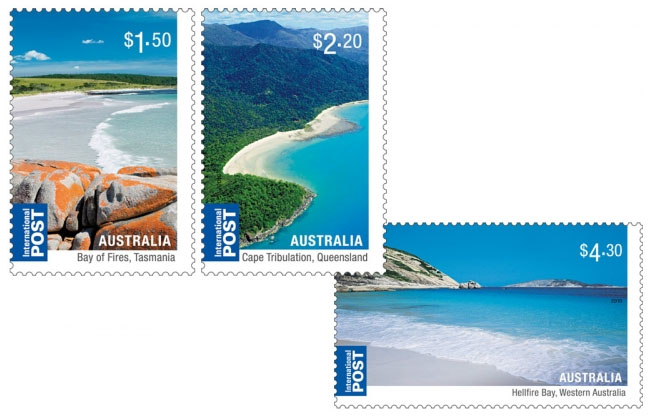 $1.50
International
POST
AUSTRALIA
Bay of Fires, Tasmania
$2.20
International
POST
AUSTRALIA
Cape Tribulation, Queensland
$4.30
International
POST
AUSTRALIA
Hellfire Bay, Western Australia